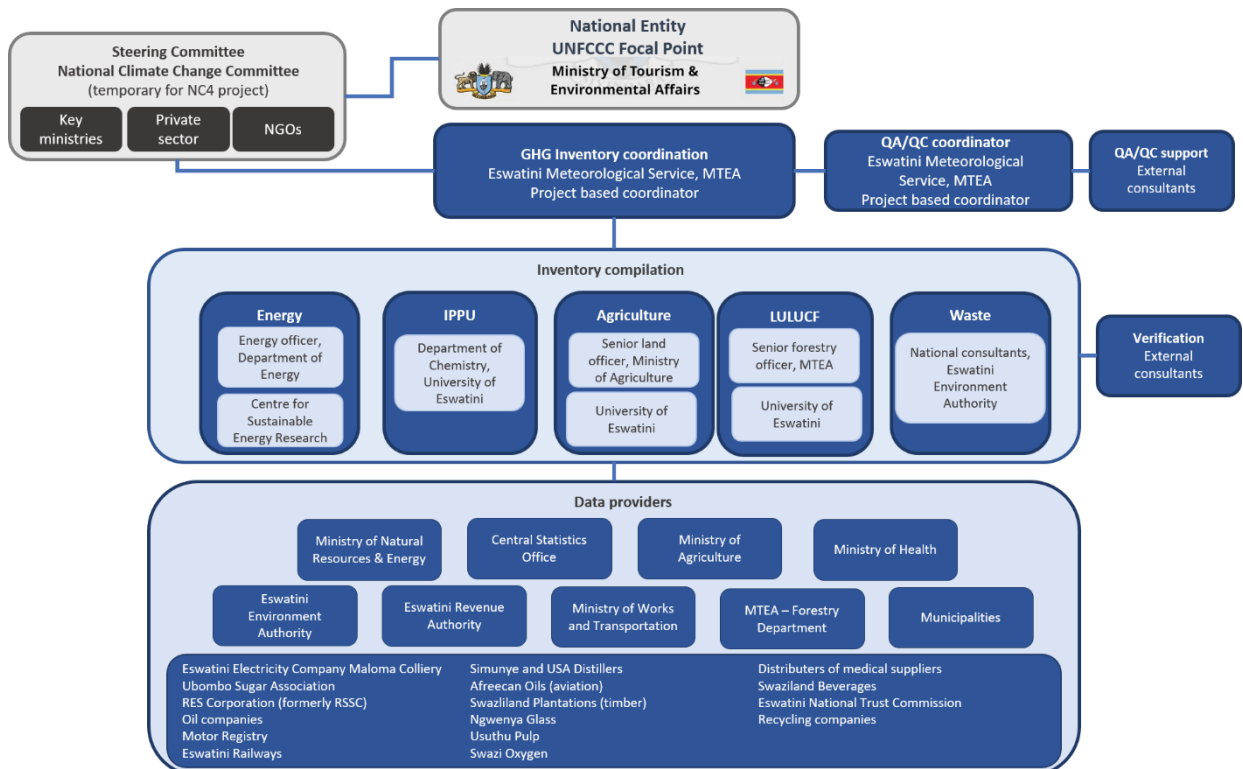 Steering Committee
National Climate Change Committee
(temporary for NC4 project)
Key
ministries
Private
sector
NGOs
National Entity
UNFCCC Focal Point
Ministry of Tourism &
Environmental Affairs
GHG Inventory coordination
Eswatini Meteorological Service, MTEA
Project based coordinator
QA/QC coordinator
Eswatini Meteorological
Service, MTEA
Project based coordinator
QA/QC support
External
consultants
Inventory compilation
Energy
Energy officer,
Department of
Energy
Centre for
Sustainable
Energy Research
IPPU
Department of
Chemistry,
University of
Eswatini
Agriculture
Senior land
officer, Ministry
of Agriculture
University of
Eswatini
LULUCF
Senior forestry
officer, MTEA
University of
Eswatini
Waste
National consultants,
Eswatini
Environment
Authority
Verification
External
consultants
Data providers
Ministry of Natural
Resources & Energy
Central Statistics
Office
Ministry of
Agriculture
Ministry of Health
Eswatini
Environment
Authority
Eswatini Revenue
Authority
Ministry of Works
and Transportation
MTEA – Forestry
Department
Municipalities
Eswatini Electricity Company Maloma Colliery
Ubombo Sugar Association
RES Corporation (formerly RSSC)
Oil companies
Motor Registry
Eswatini Railways
Simunye and USA Distillers
Afreecan Oils (aviation)
Swazliland Plantations (timber)
Ngwenya Glass
Usuthu Pulp
Swazi Oxygen
Distributers of medical suppliers
Swaziland Beverages
Eswatini National Trust Commission
Recycling companies